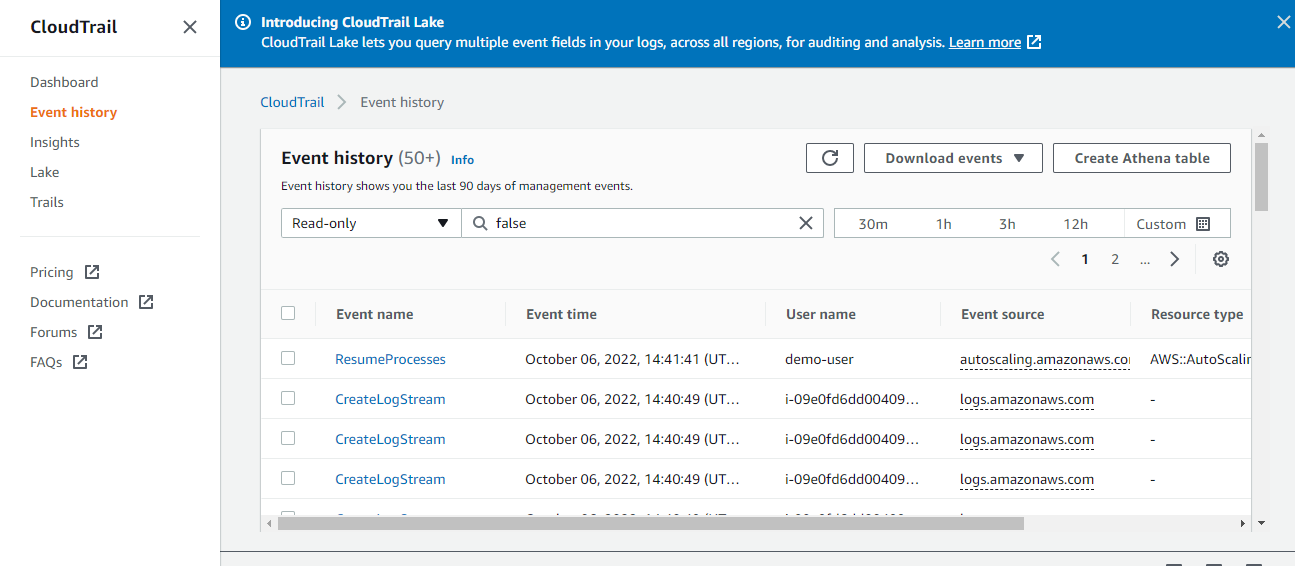 CloudTrail
Dashboard
Event history
Insights
Lake
Trails
Pricing
Documentation
Forums
FAQs
Introducing CloudTrail Lake
CloudTrail Lake lets you query multiple event fields in your logs, across all regions, for auditing and analysis. Learn more
CloudTrail Event history
Event history (50+) Info
Download events
Create Athena table
Event history shows you the last 90 days of management events.
Read-only false 30m 1h 3h 12h Custom
1 2 ...
Event name Event time User name Event source Resource type
ResumeProcesses October 06, 2022, 14:41:41 (UT... demo-user autoscaling.amazonaws.co AWS::AutoScalin
CreateLogStream October 06, 2022, 14:40:49 (UT... i-09e0fd6dd00409... logs.amazonaws.com -
CreateLogStream October 06, 2022, 14:40:49 (UT... i-09e0fd6dd00409... logs.amazonaws.com -
CreateLogStream October 06, 2022, 14:40:49 (UT... i-09e0fd6dd00409... logs.amazonaws.com -